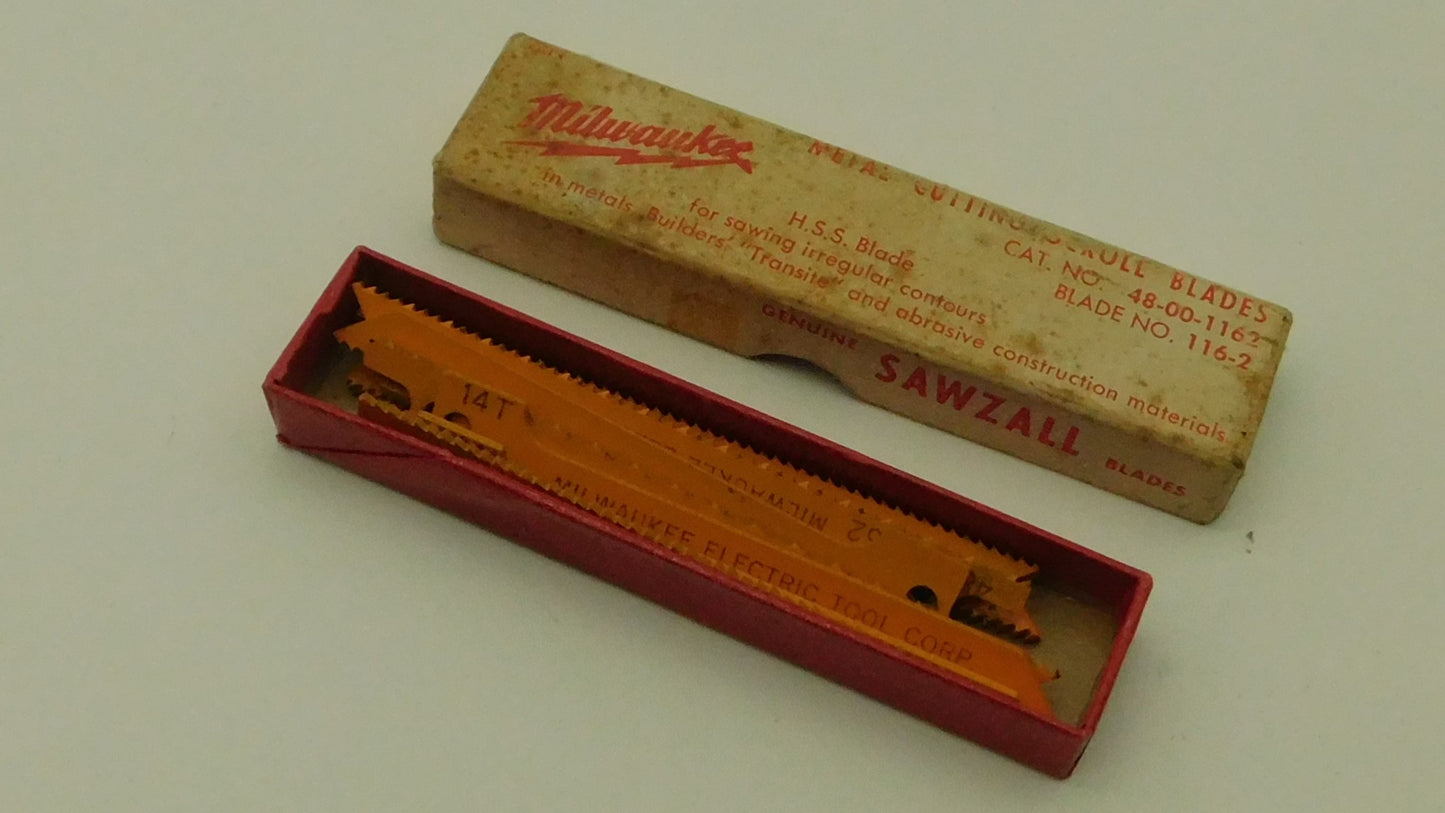 Milwaukee
METAL CUTTING SCROLL BLADES
CAT. NO. 48-00-1162
BLADE NO. 116-2
H.S.S. Blade
for sawing irregular contours
in metals, Builders' "Transite" and abrasive construction materials.
GENUINE SAWZALL BLADES
14T
MILWAUKEE
MILWAUKEE ELECTRIC TOOL CORP